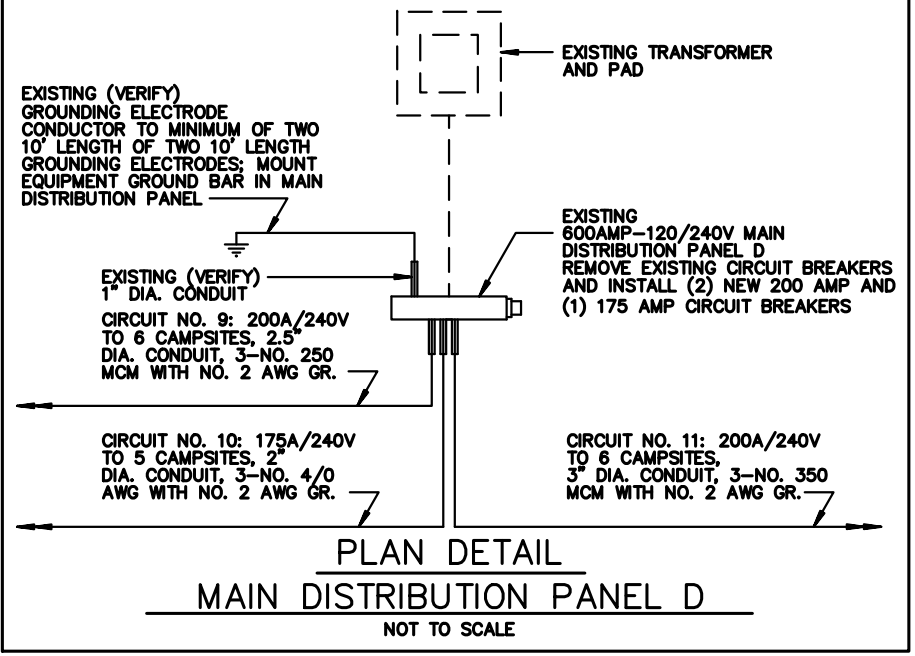 EXISTING TRANSFORMER
AND PAD
EXISTING (VERIFY)
GROUNDING ELECTRODE
CONDUCTOR TO MINIMUM OF TWO
10' LENGTH OF TWO 10' LENGTH
GROUNDING ELECTRODES; MOUNT
EQUIPMENT GROUND BAR IN MAIN
DISTRIBUTION PANEL
EXISTING
600AMP-120/240V MAIN
DISTRIBUTION PANEL D
REMOVE EXISTING CIRCUIT BREAKERS
AND INSTALL (2) NEW 200 AMP AND
(1) 175 AMP CIRCUIT BREAKERS
EXISTING (VERIFY)
1" DIA. CONDUIT
CIRCUIT NO. 9: 200A/240V
TO 6 CAMPSITES, 2.5"
DIA. CONDUIT, 3-NO. 250
MCM WITH NO. 2 AWG GR.
CIRCUIT NO. 10: 175A/240V
TO 5 CAMPSITES, 2"
DIA. CONDUIT, 3-NO. 4/0
AWG WITH NO. 2 AWG GR.
CIRCUIT NO. 11: 200A/240V
TO 6 CAMPSITES,
3" DIA. CONDUIT, 3-NO. 350
MCM WITH NO. 2 AWG GR.
PLAN DETAIL
MAIN DISTRIBUTION PANEL D
NOT TO SCALE